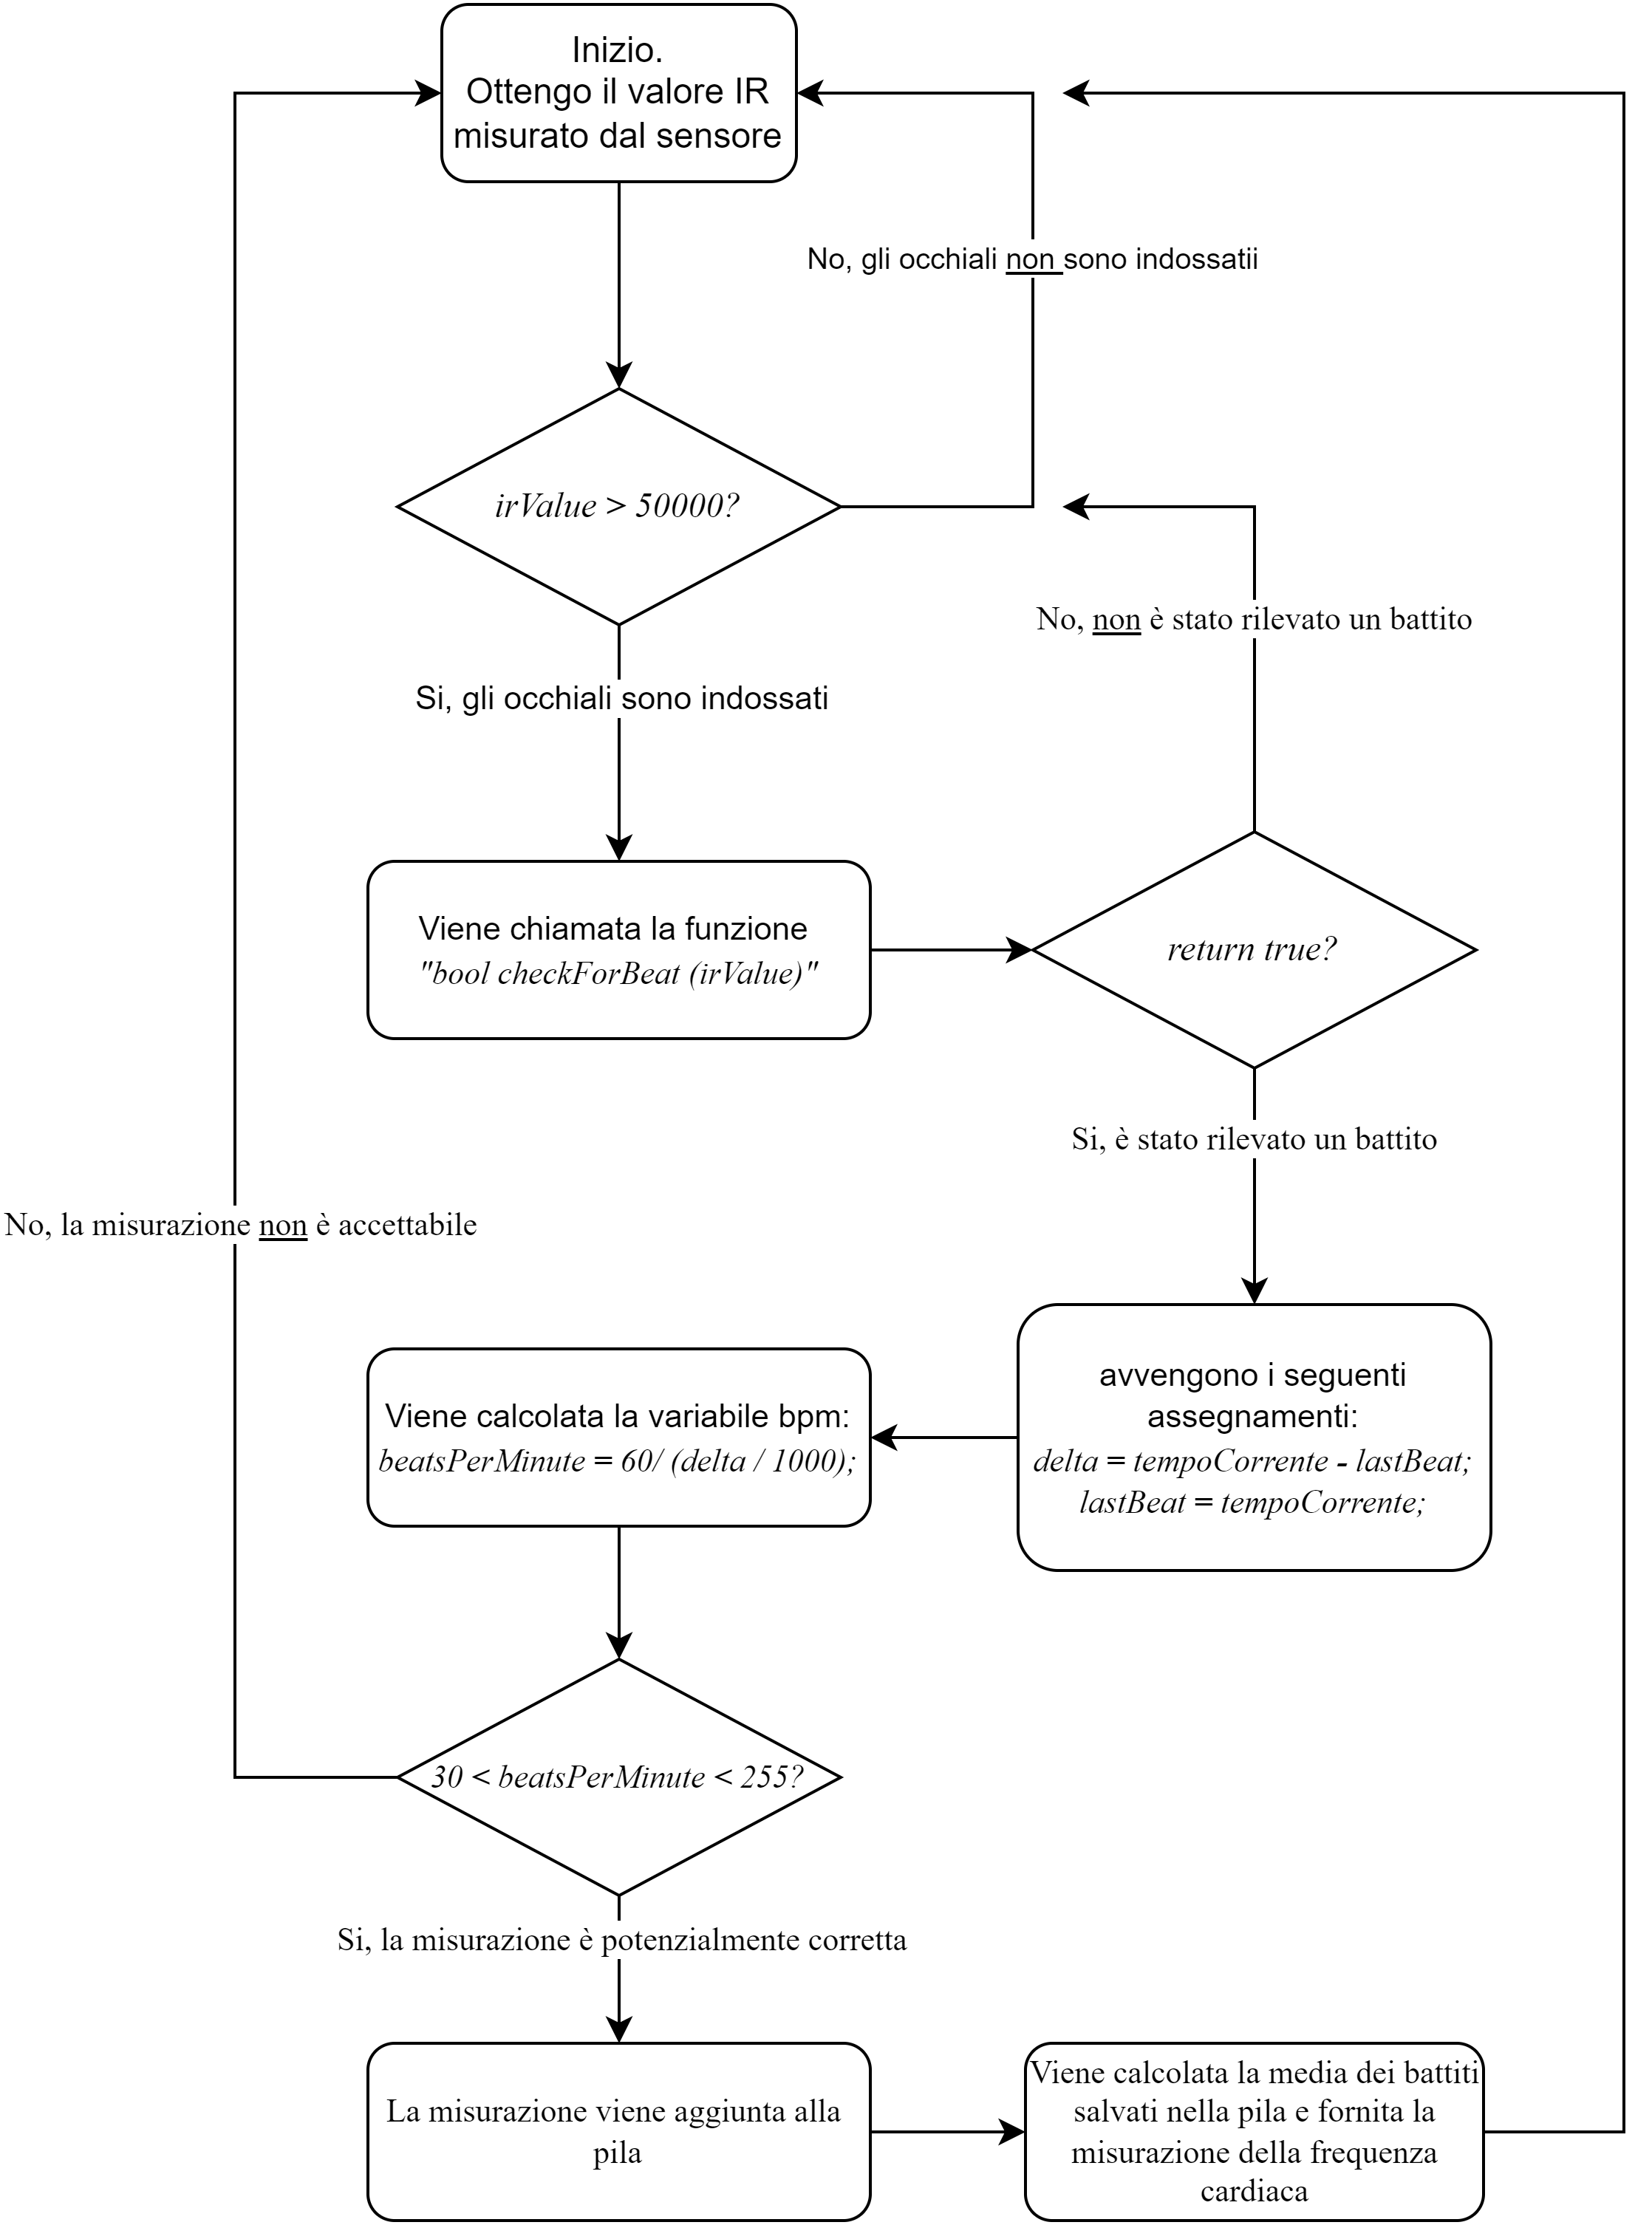 Inizio.
Ottengo il valore IR
misurato dal sensore
No, gli occhiali non sono indossatii
irValue > 50000?
No, non è stato rilevato un battito
Si, gli occhiali sono indossati
Viene chiamata la funzione
"bool checkForBeat (irValue)"
return true?
Si, è stato rilevato un battito
No, la misurazione non è accettabile
avvengono i seguenti
assegnamenti:
delta = tempoCorrente - lastBeat;
lastBeat = tempoCorrente;
Viene calcolata la variabile bpm:
beatsPerMinute = 60/ (delta / 1000);
30 < beatsPerMinute < 255?
Si, la misurazione è potenzialmente corretta
La misurazione viene aggiunta alla
pila
Viene calcolata la media dei battiti
salvati nella pila e fornita la
misurazione della frequenza
cardiaca